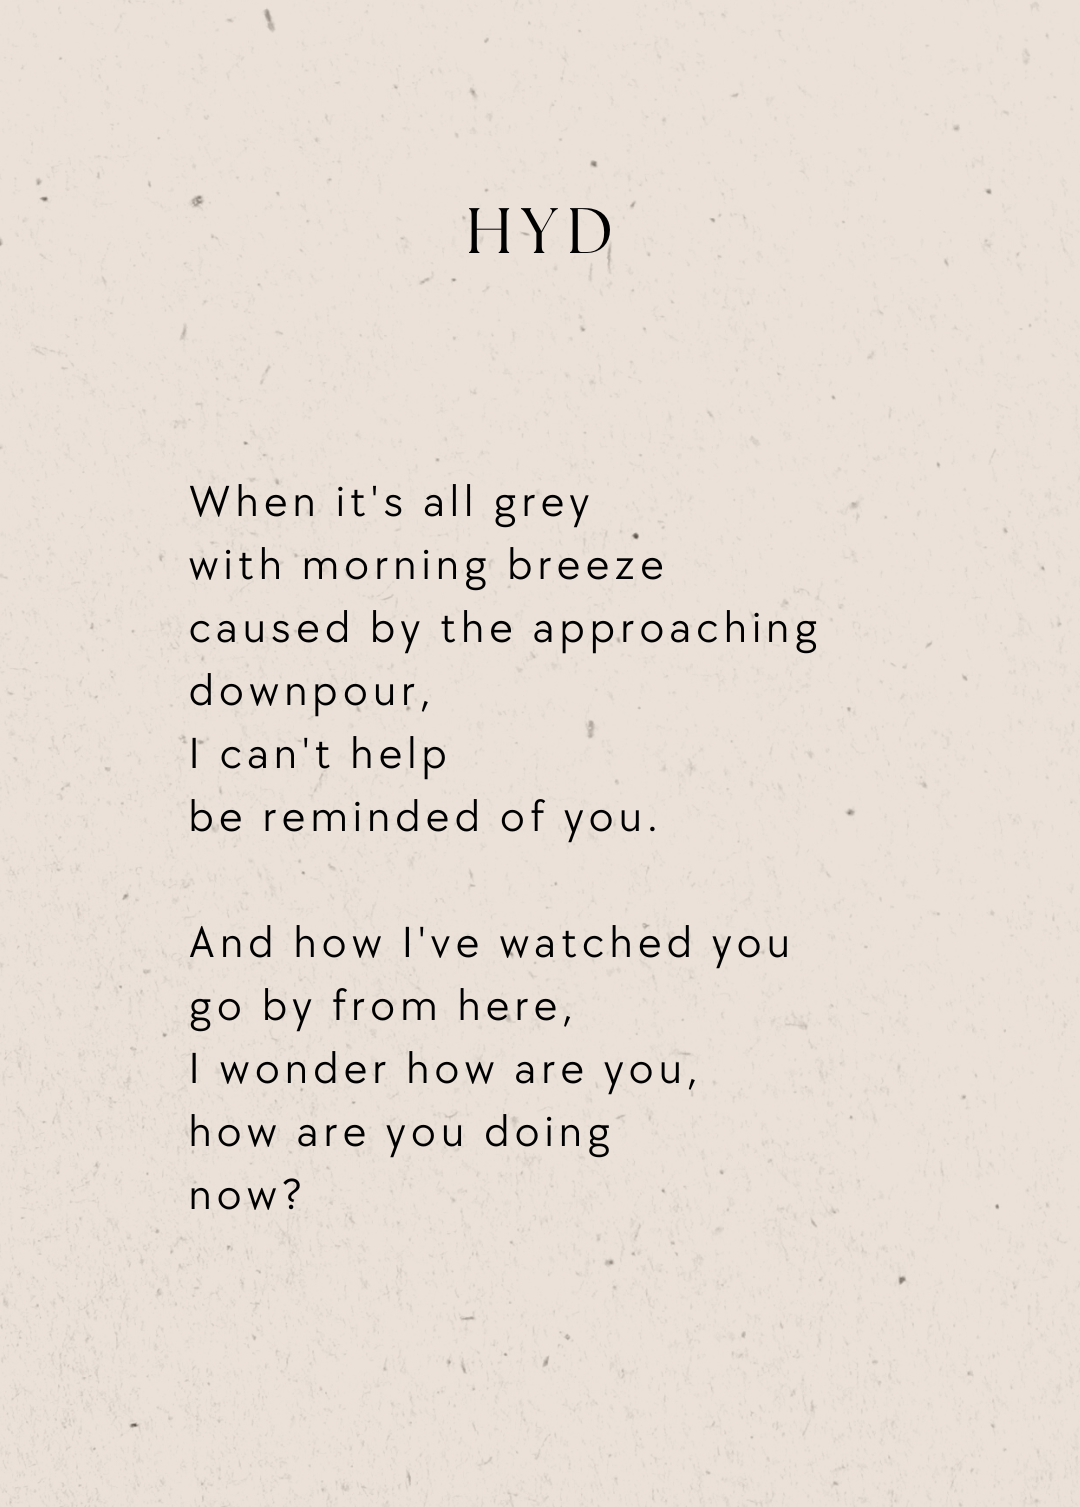 HYD
When it's all grey
with morning breeze
caused by the approaching
downpour,
I can't help
be reminded of you.
And how I've watched you
go by from here,
I wonder how are you,
how are you doing
now?